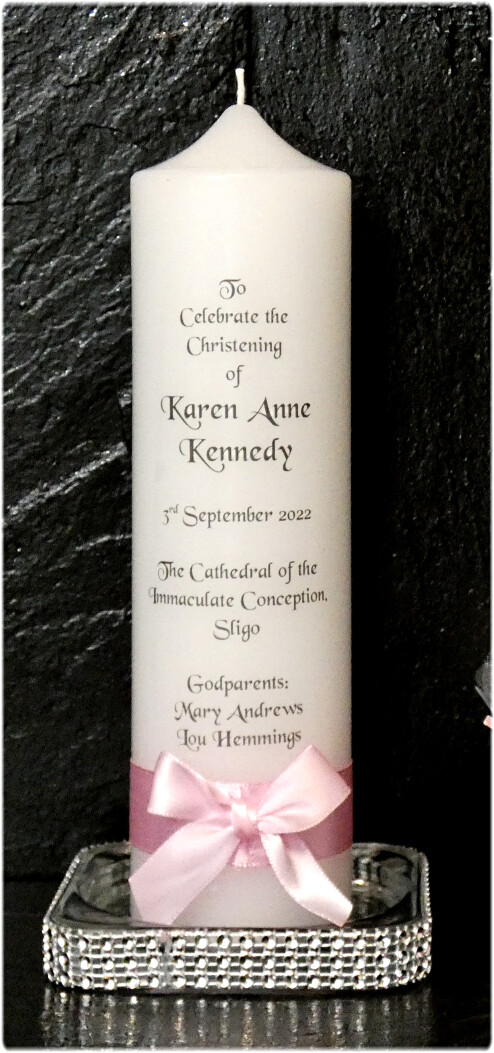 To
Celebrate the
Christening
of
Karen Anne
Kennedy
3rd September 2022
The Cathedral of the
Immaculate Conception,
Sligo
Godparents:
Mary Andrews
Lou Hemmings